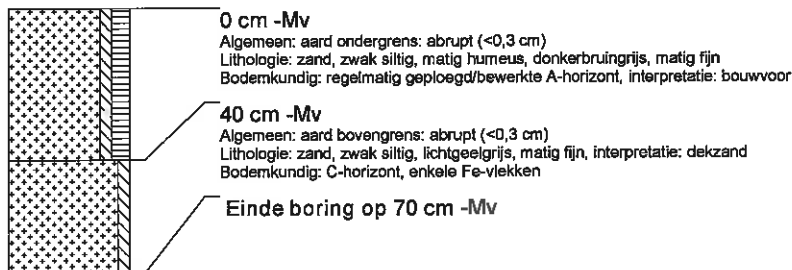 0 cm -Mv
Algemeen: aard ondergrens: abrupt (<0,3 cm)
Lithologie: zand, zwak siltig, matig humeus, donkerbruingrijs, matig fijn
Bodemkundig: regelmatig geploegd/bewerkte A-horizont, interpretatie: bouwvoor
40 cm -Mv
Algemeen: aard bovengrens: abrupt (<0,3 cm)
Lithologie: zand, zwak siltig, lichtgeelgrijs, matig fijn, interpretatie: dekzand
Bodemkundig: C-horizont, enkele Fe-vlekken
Einde boring op 70 cm -Mv